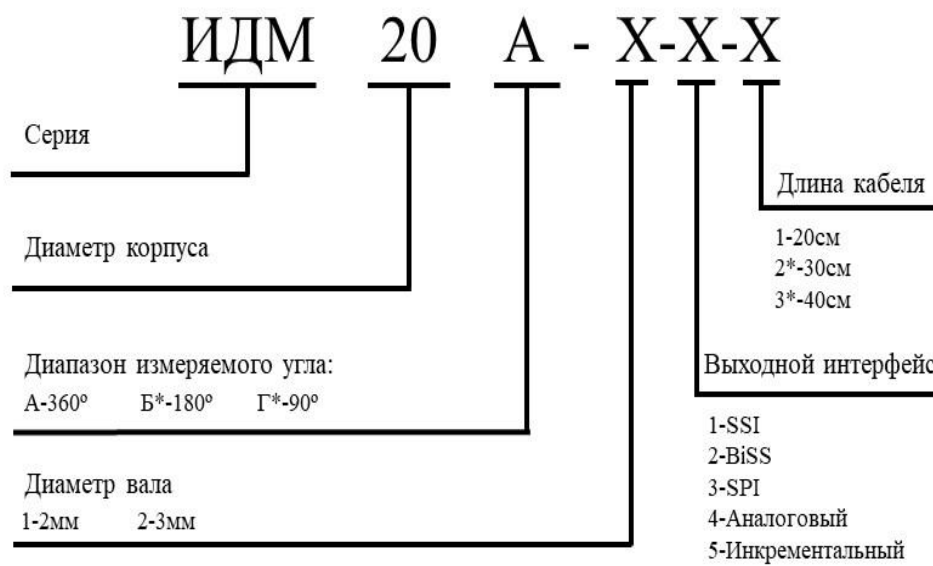 ИДМ 20 А - Х-Х-Х
Серия
Диаметр корпуса
Диапазон измеряемого угла:
А-360º Б*-180º Г*-90º
Диаметр вала
1-2мм 2-3мм
Длина кабеля
1-20см
2*-30см
3*-40см
Выходной интерфейс
1-SSI
2-BiSS
3-SPI
4-Аналоговый
5-Инкрементальный